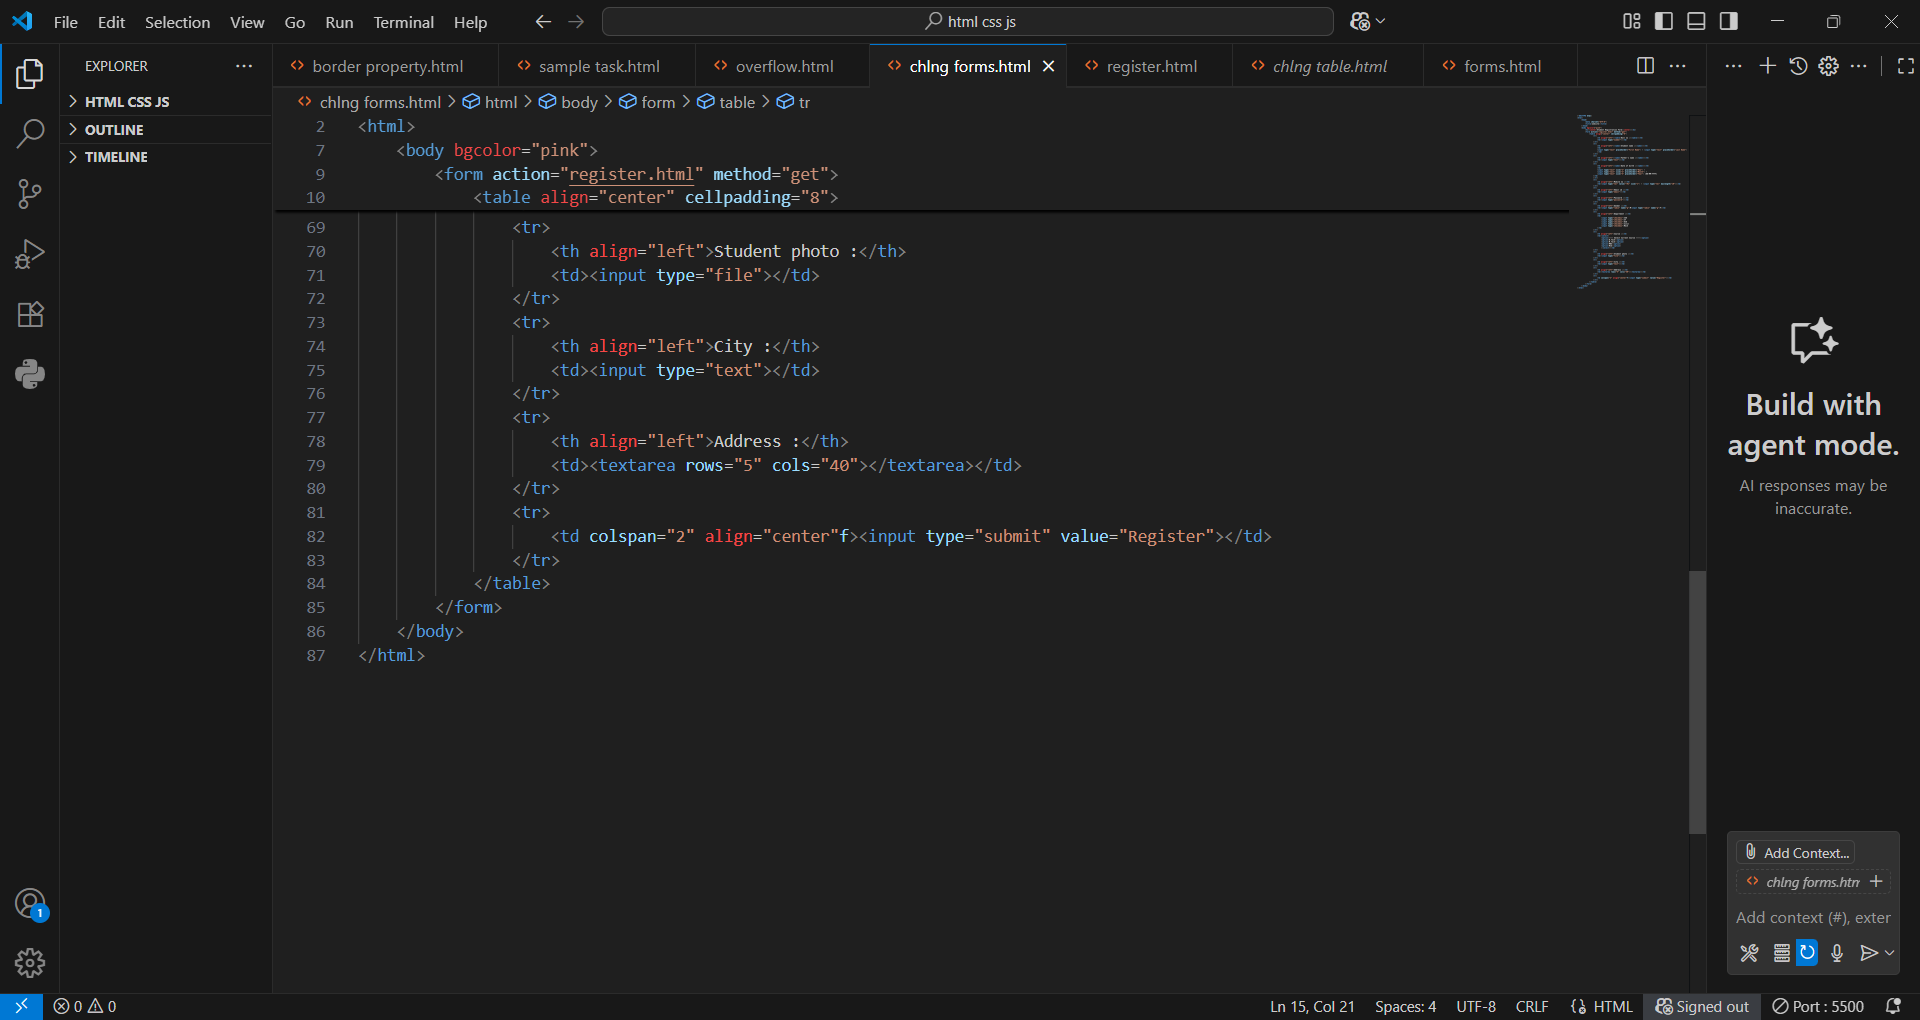 File Edit Selection View Go Run Terminal Help
html css js
EXPLORER
HTML CSS JS
OUTLINE
TIMELINE
border property.html
sample task.html
overflow.html
chlng forms.html
register.html
chlng table.html
forms.html
chlng forms.html > html > body > form > table > tr
2 <html>
7 <body bgcolor="pink">
9 <form action="register.html" method="get">
10 <table align="center" cellpadding="8">
69 <tr>
70 <th align="left">Student photo :</th>
71 <td><input type="file"></td>
72 </tr>
73 <tr>
74 <th align="left">City :</th>
75 <td><input type="text"></td>
76 </tr>
77 <tr>
78 <th align="left">Address :</th>
79 <td><textarea rows="5" cols="40"></textarea></td>
80 </tr>
81 <tr>
82 <td colspan="2" align="center"f><input type="submit" value="Register"></td>
83 </tr>
84 </table>
85 </form>
86 </body>
87 </html>
Build with
agent mode.
AI responses may be
inaccurate.
Add Context...
chlng forms.htm
Add context (#), exter
1
0 0
Ln 15, Col 21
Spaces: 4
UTF-8
CRLF
HTML
Signed out
Port : 5500